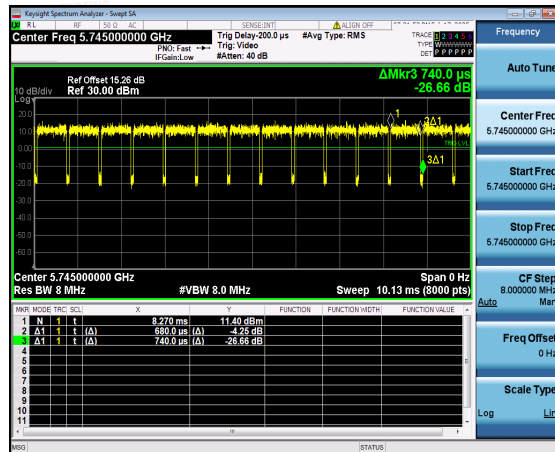 Keysight Spectrum Analyzer - Swept SA
RL RF 50 Ω AC SENSE:INT ALIGN OFF
Center Freq 5.745000000 GHz
PNO: Fast
IFGain:Low
Trig Delay-200.0 µs
Trig: Video
#Atten: 40 dB
#Avg Type: RMS
TRACE 1 2 3 4 5 6
TYPE WWWWWW
DET P P P P P P
Frequency
Auto Tune
Center Freq
5.745000000 GHz
Start Freq
5.745000000 GHz
Stop Freq
5.745000000 GHz
CF Step
8.000000 MHz
Auto Man
Freq Offset
0 Hz
Scale Type
Log Lin
Ref Offset 15.26 dB
10 dB/div Ref 30.00 dBm
Log
ΔMkr3 740.0 µs
-26.66 dB
20.0
10.0
0.00
-10.0
-20.0
-30.0
-40.0
-50.0
-60.0
1
2Δ1
TRIG LVL
3Δ1
Center 5.745000000 GHz Span 0 Hz
Res BW 8 MHz #VBW 8.0 MHz Sweep 10.13 ms (8000 pts)
MKR MODE TRC SCL X Y FUNCTION FUNCTION WIDTH FUNCTION VALUE
1 N 1 t 8.270 ms 11.40 dBm
2 Δ1 1 t (Δ) 680.0 µs (Δ) -4.25 dB
3 Δ1 1 t (Δ) 740.0 µs (Δ) -26.66 dB
4
5
6
7
8
9
10
11
MSG STATUS